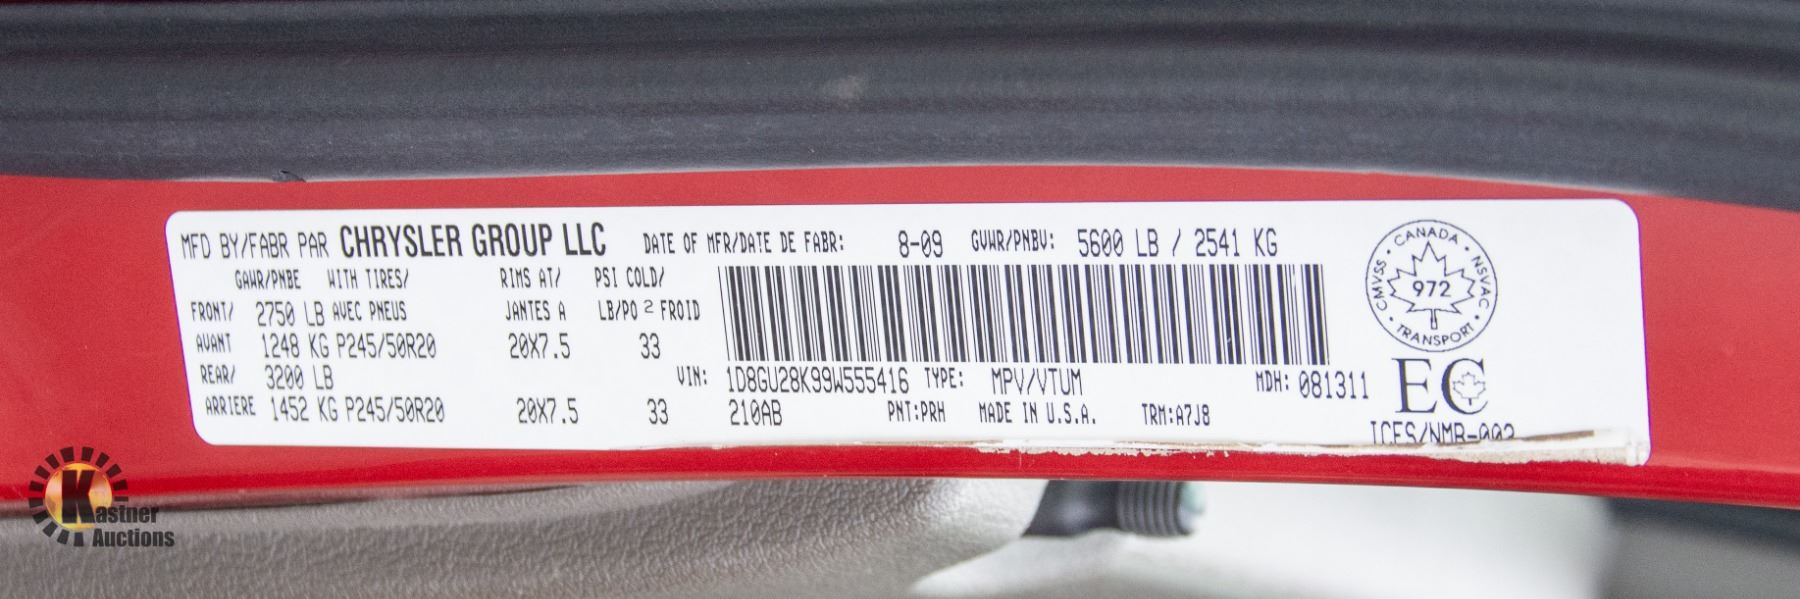 MFD BY/FABR PAR CHRYSLER GROUP LLC DATE OF MFR/DATE DE FABR: 8-09 GVWR/PNBV: 5600 LB / 2541 KG
GAWR/PNBE WITH TIRES/ RIMS AT/ PSI COLD/
FRONT/ 2750 LB AVEC PNEUS JANTES A LB/PO 2 FROID
AVANT 1248 KG P245/50R20 20X7.5 33
REAR/ 3200 LB
ARRIERE 1452 KG P245/50R20 20X7.5 33
VIN: 1D8GU28K99W555416 TYPE: MPV/VTUM MDH: 081311
210AB PNT:PRH MADE IN U.S.A. TRM:A7J8
CANADA
CMVSS • NSVAC
972
TRANSPORT
EC
ICES/NMB-002
Kastner
Auctions